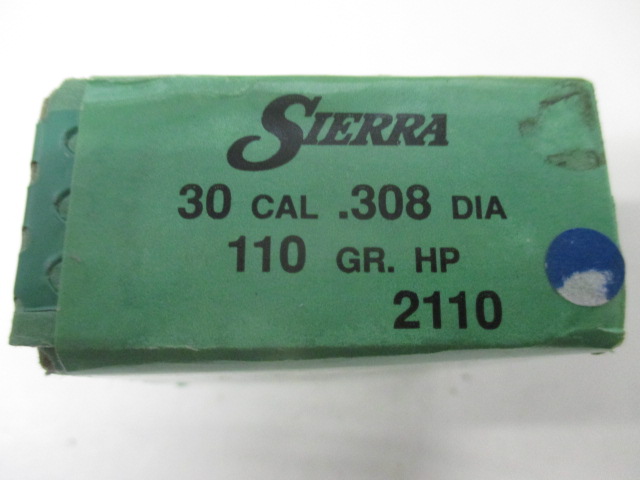 SIERRA
30 CAL .308 DIA
110 GR. HP
2110